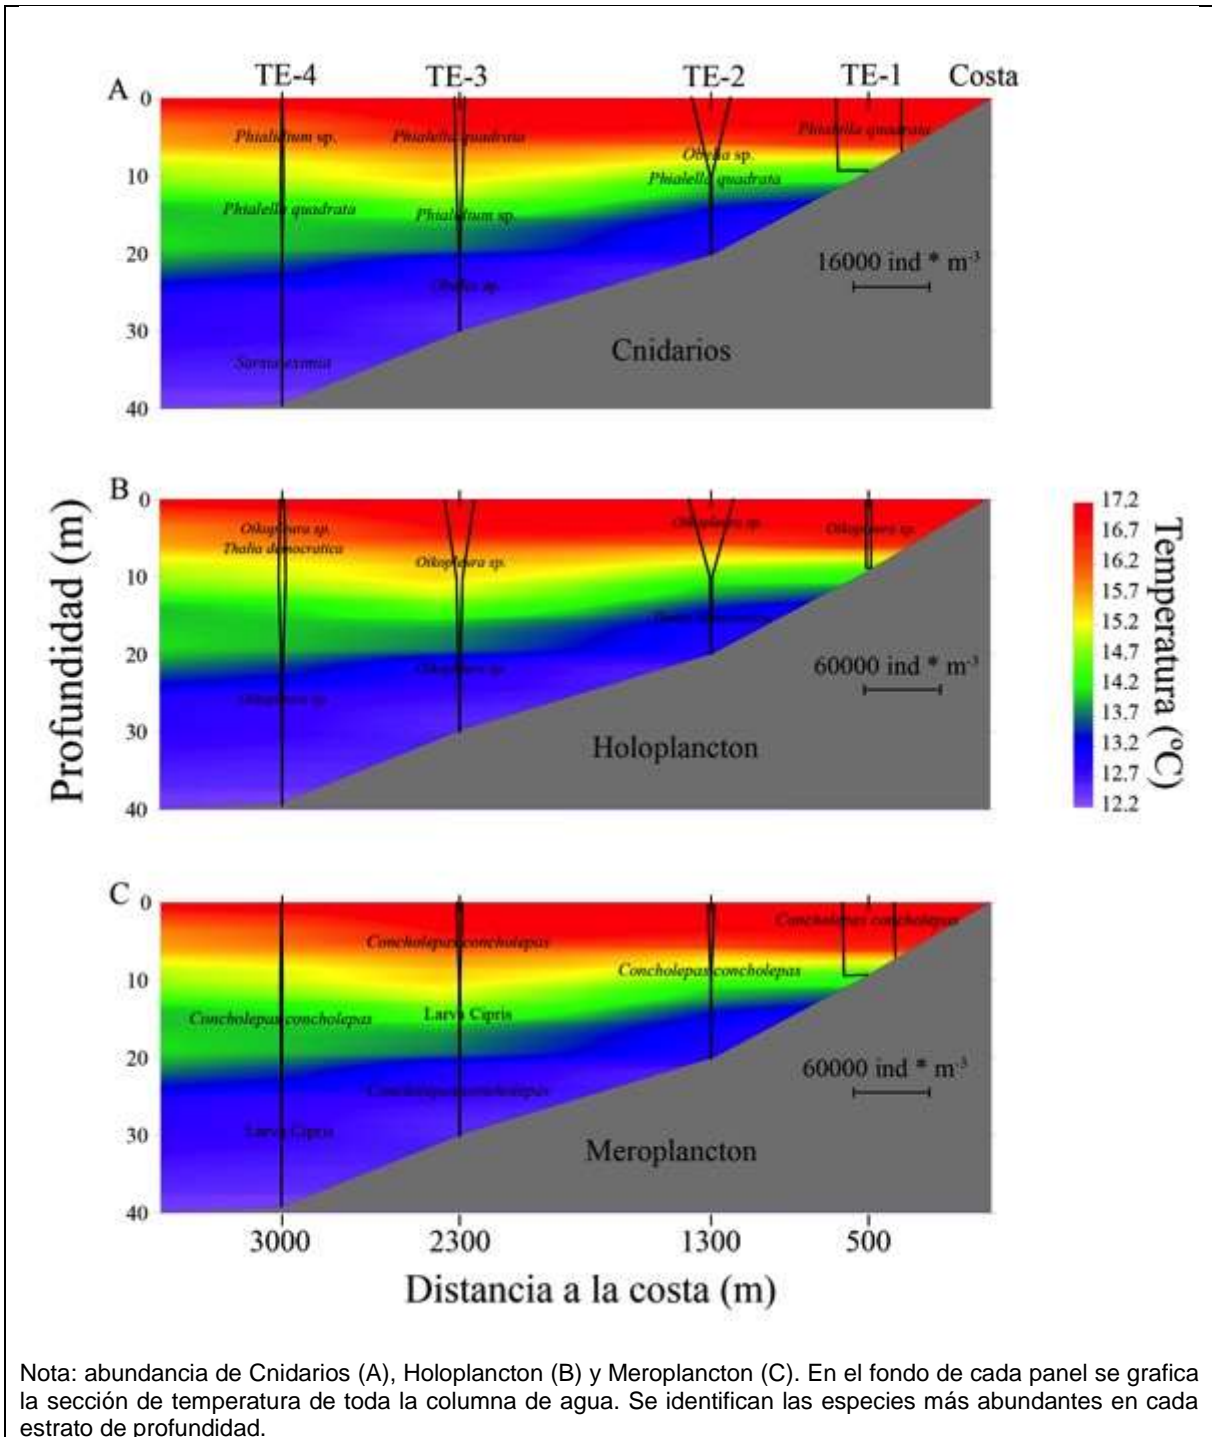 A
TE-4 TE-3 TE-2 TE-1 Costa
0
Phialidium sp. Phialella quadrata Phialella quadrata
Obelia sp.
10
Phialella quadrata
Phialella quadrata Phialidium sp.
20
16000 ind * m-3
Obelia sp.
30
Cnidarios
Sarsia eximia
40
B
0
Oikopleura sp. Oikopleura sp. Oikopleura sp.
Thalia democratica
Oikopleura sp.
10
20
Oikopleura sp.
60000 ind * m-3
Oikopleura sp.
30
Holoplancton
40
Profundidad (m)
17.2
16.7
16.2
15.7
15.2
14.7
14.2
13.7
13.2
12.7
12.2
Temperatura (ºC)
C
0
Concholepas concholepas
Concholepas concholepas
Concholepas concholepas
10
Concholepas concholepas Larva Cipris
20
60000 ind * m-3
Concholepas concholepas
30
Larva Cipris
Meroplancton
40
3000 2300 1300 500
Distancia a la costa (m)
Nota: abundancia de Cnidarios (A), Holoplancton (B) y Meroplancton (C). En el fondo de cada panel se grafica
la sección de temperatura de toda la columna de agua. Se identifican las especies más abundantes en cada
estrato de profundidad.